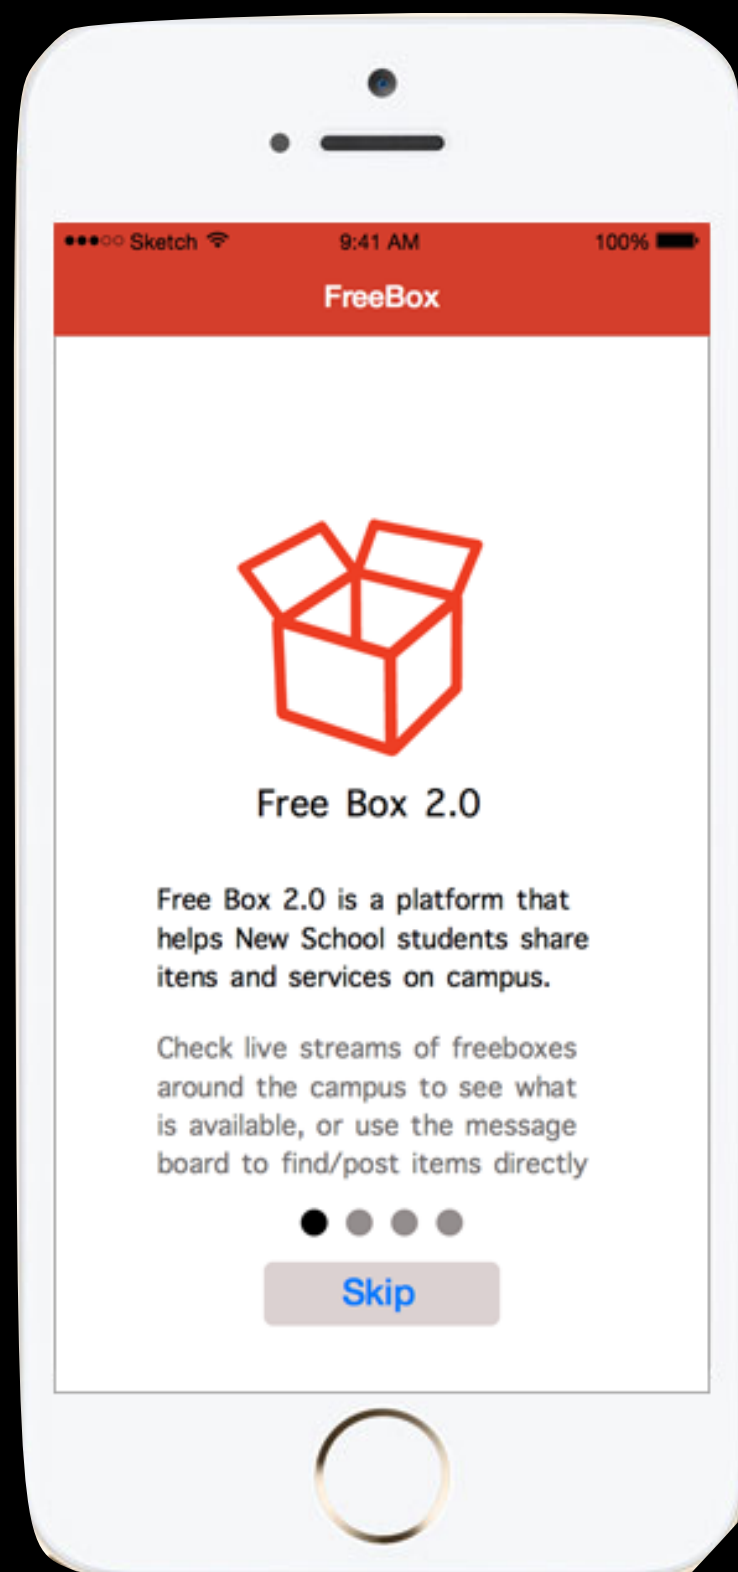 Sketch 9:41 AM 100%
FreeBox
Free Box 2.0
Free Box 2.0 is a platform that
helps New School students share
itens and services on campus.
Check live streams of freeboxes
around the campus to see what
is available, or use the message
board to find/post items directly
Skip